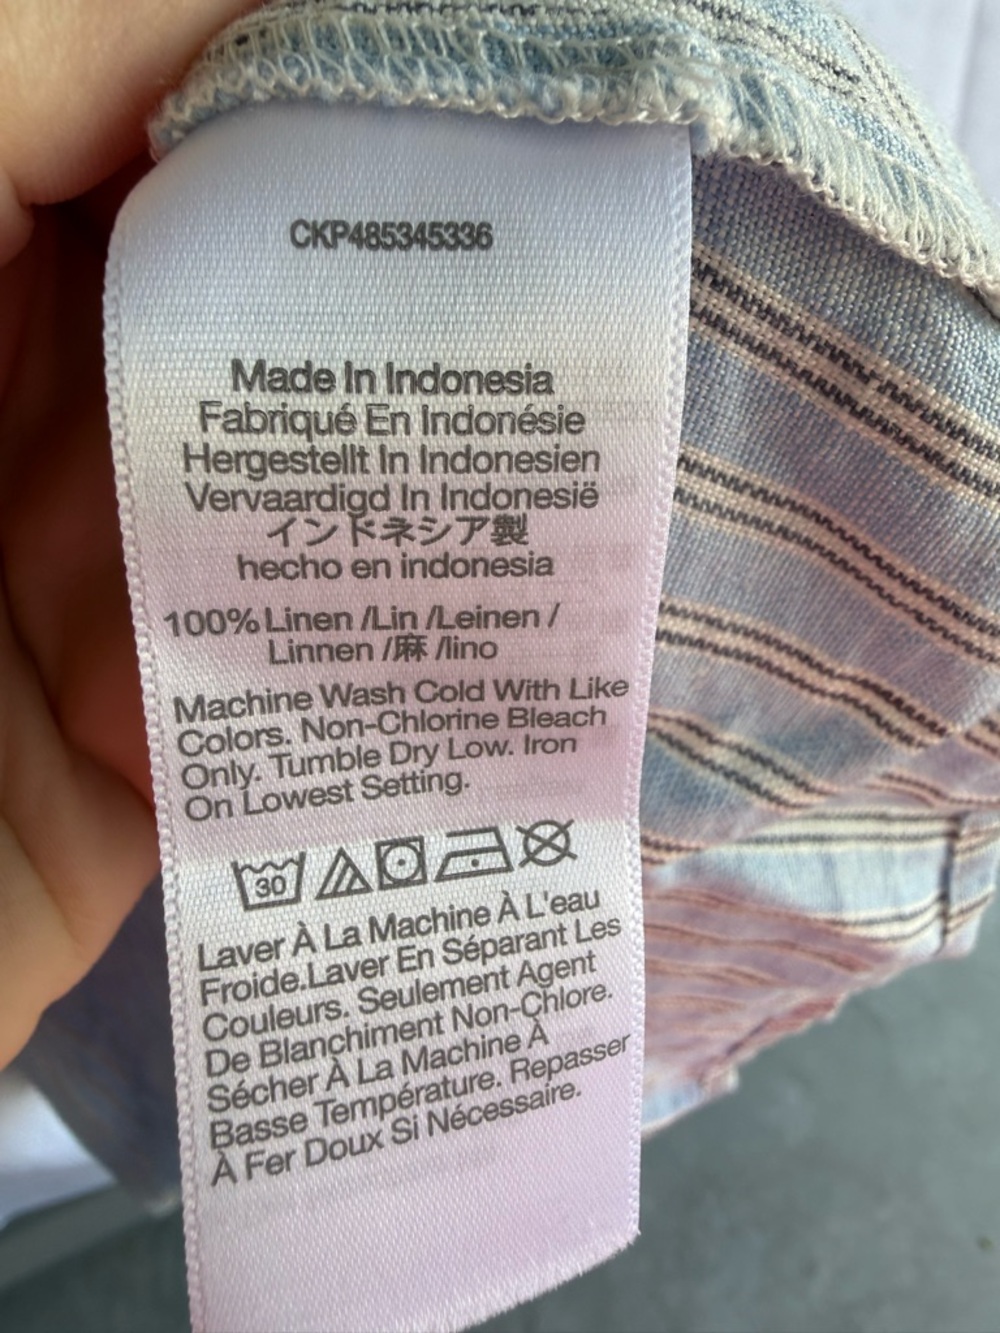 CKP485345336
Made In Indonesia
Fabriqué En Indonésie
Hergestellt In Indonesien
Vervaardigd In Indonesië
インドネシア製
hecho en indonesia
100% Linen /Lin /Leinen /
Linnen /麻 /lino
Machine Wash Cold With Like
Colors. Non-Chlorine Bleach
Only. Tumble Dry Low. Iron
On Lowest Setting.
30
Laver À La Machine À L'eau
Froide.Laver En Séparant Les
Couleurs. Seulement Agent
De Blanchiment Non-Chlore.
Sécher À La Machine À
Basse Température. Repasser
À Fer Doux Si Nécessaire.